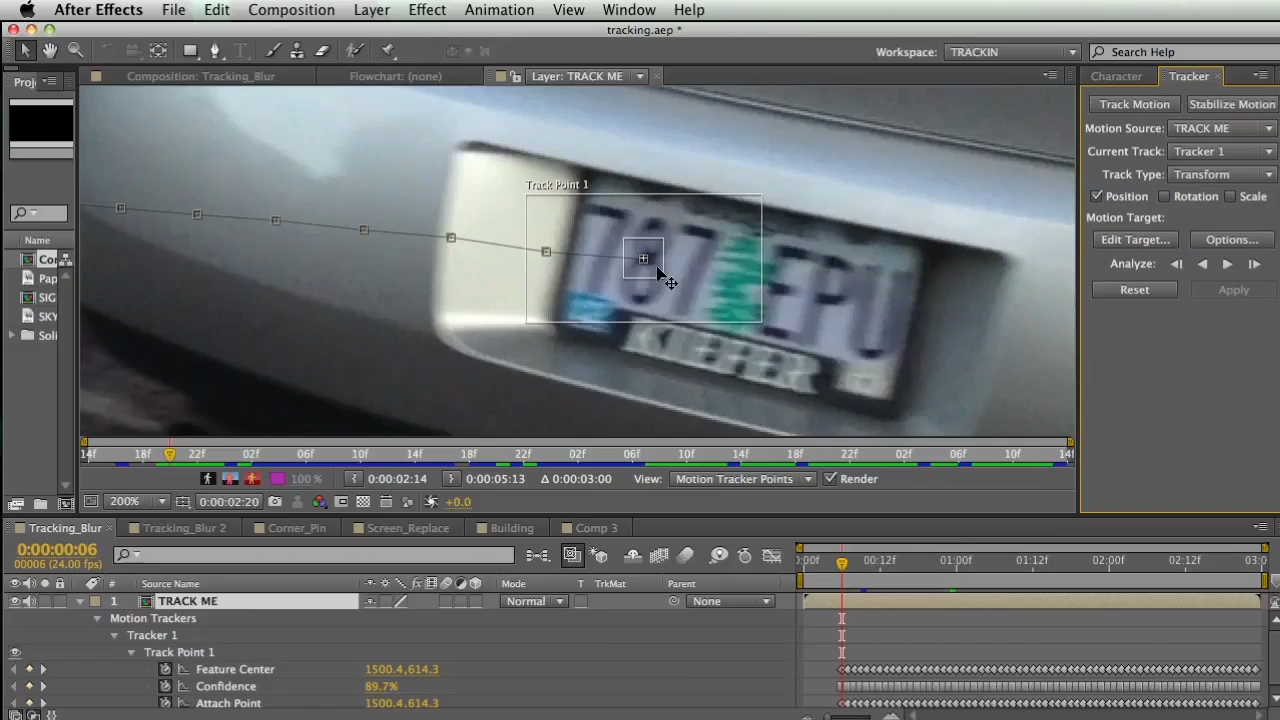 After Effects File Edit Composition Layer Effect Animation View Window Help
tracking.aep *
Workspace: TRACKIN Search Help
Proj Composition: Tracking_Blur Flowchart: (none) Layer: TRACK ME Character Tracker
Track Motion Stabilize Motion
Motion Source: TRACK ME
Current Track: Tracker 1
Track Type: Transform
Position Rotation Scale
Motion Target:
Edit Target... Options...
Analyze:
Reset Apply
Track Point 1
EPU
KIEFER
Name
Cor
Pap
SIG
SKY
Soli
14f 18f 22f 02f 06f 10f 14f 18f 22f 02f 06f 10f 14f 18f 22f 02f 06f 10f 14f
100 % 0:00:02:14 0:00:05:13 Δ 0:00:03:00 View: Motion Tracker Points Render
200% 0:00:02:20 +0.0
Tracking_Blur Tracking_Blur 2 Corner_Pin Screen_Replace Building Comp 3
0:00:00:06
00006 (24.00 fps)
:00f 00:12f 01:00f 01:12f 02:00f 02:12f 03:0
# Source Name Mode T TrkMat Parent
1 TRACK ME Normal None
Motion Trackers
Tracker 1
Track Point 1
Feature Center 1500.4,614.3
Confidence 89.7%
Attach Point 1500.4,614.3